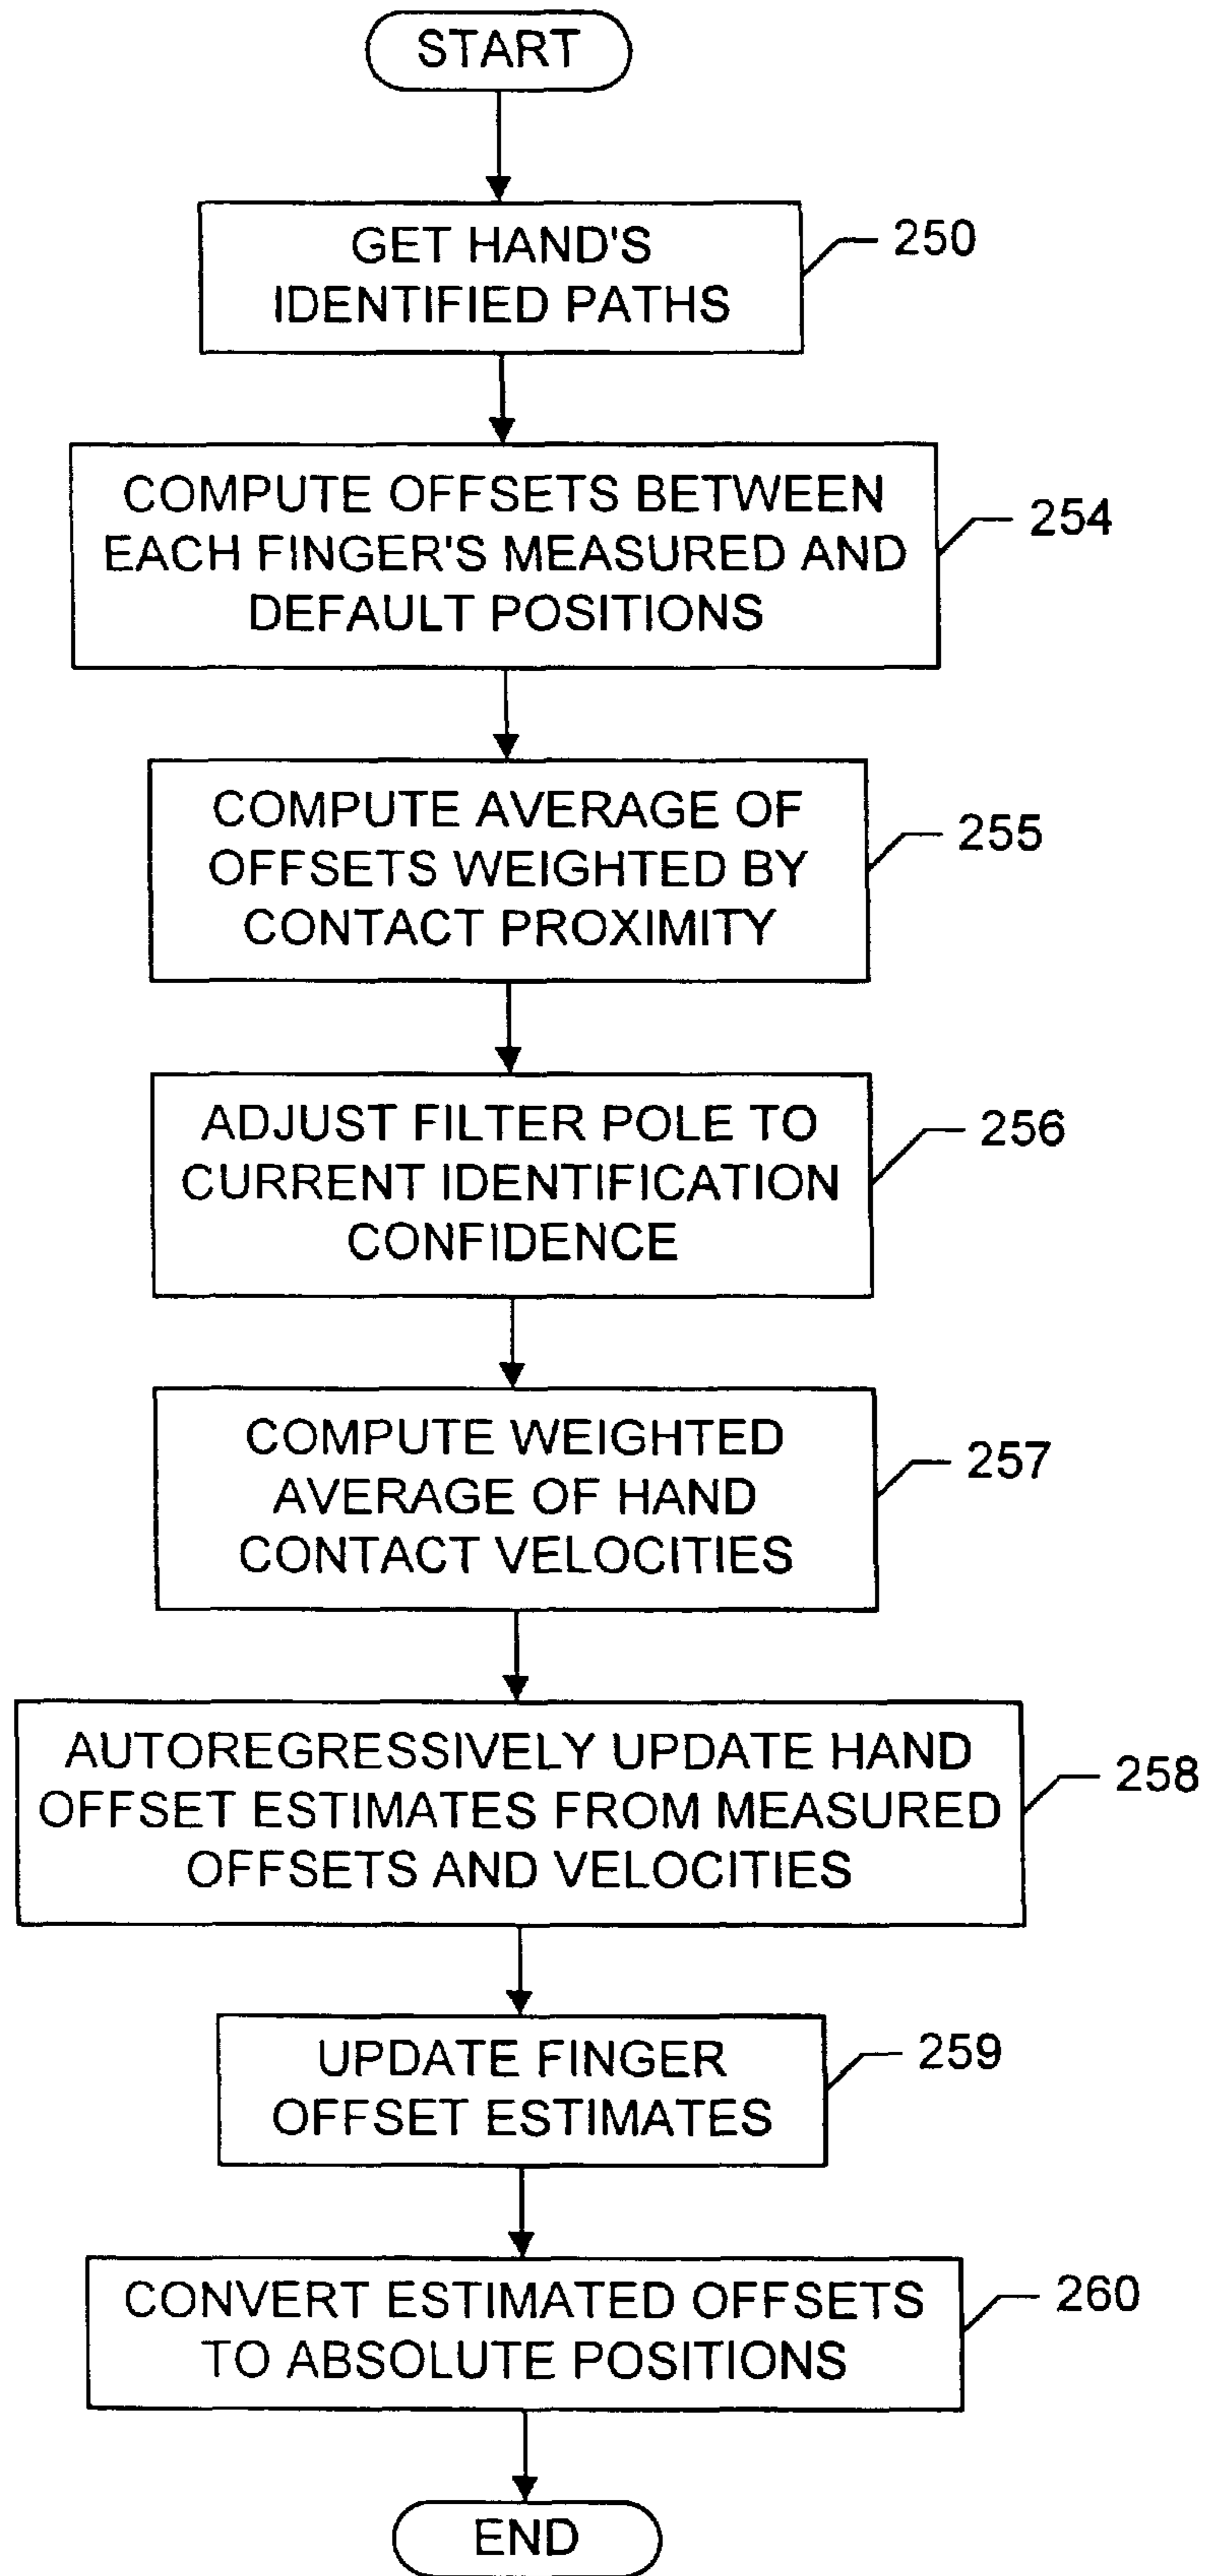 START
GET HAND'S
IDENTIFIED PATHS
250
COMPUTE OFFSETS BETWEEN
EACH FINGER'S MEASURED AND
DEFAULT POSITIONS
254
COMPUTE AVERAGE OF
OFFSETS WEIGHTED BY
CONTACT PROXIMITY
255
ADJUST FILTER POLE TO
CURRENT IDENTIFICATION
CONFIDENCE
256
COMPUTE WEIGHTED
AVERAGE OF HAND
CONTACT VELOCITIES
257
AUTOREGRESSIVELY UPDATE HAND
OFFSET ESTIMATES FROM MEASURED
OFFSETS AND VELOCITIES
258
UPDATE FINGER
OFFSET ESTIMATES
259
CONVERT ESTIMATED OFFSETS
TO ABSOLUTE POSITIONS
260
END